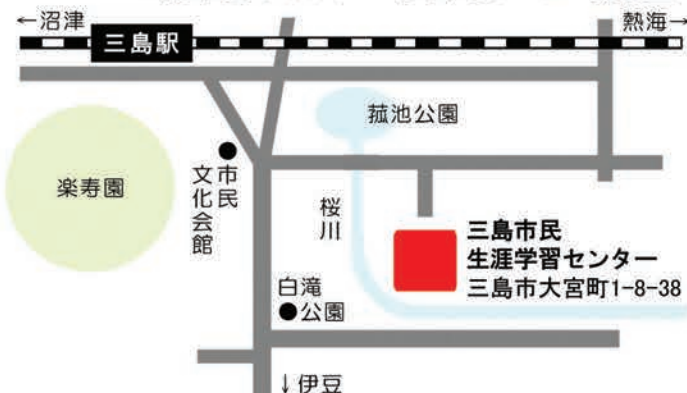 ←沼津
熱海→
三島駅
菰池公園
楽寿園
市民
文化会館
桜川
三島市民
生涯学習センター
三島市大宮町1-8-38
白滝
●公園
↓伊豆